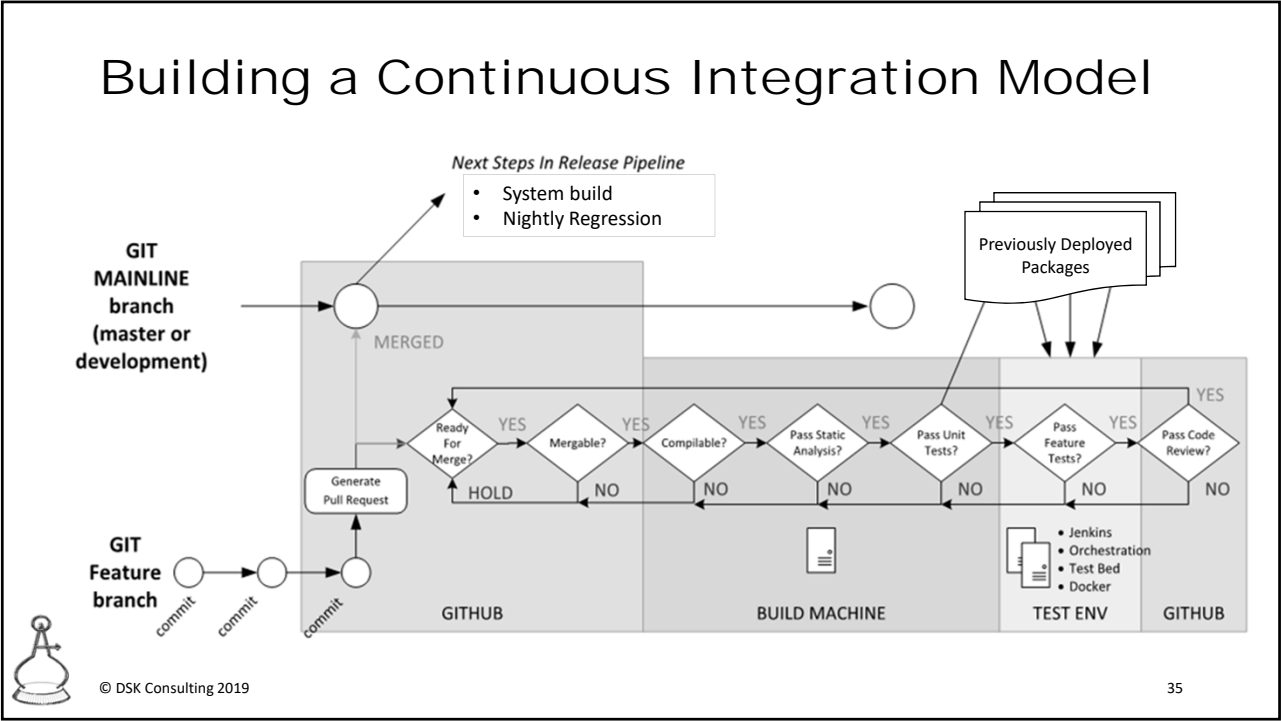 Building a Continuous Integration Model
Next Steps In Release Pipeline
• System build
• Nightly Regression
Previously Deployed
Packages
GIT
MAINLINE
branch
(master or
development)
MERGED
YES
Ready
For
Merge?
YES
Mergable?
YES
Compilable?
YES
Pass Static
Analysis?
YES
Pass Unit
Tests?
YES
Pass
Feature
Tests?
YES
Pass Code
Review?
Generate
Pull Request
HOLD
NO
NO
NO
NO
NO
NO
GIT
Feature
branch
commit
commit
commit
• Jenkins
• Orchestration
• Test Bed
• Docker
GITHUB
BUILD MACHINE
TEST ENV
GITHUB
© DSK Consulting 2019
35